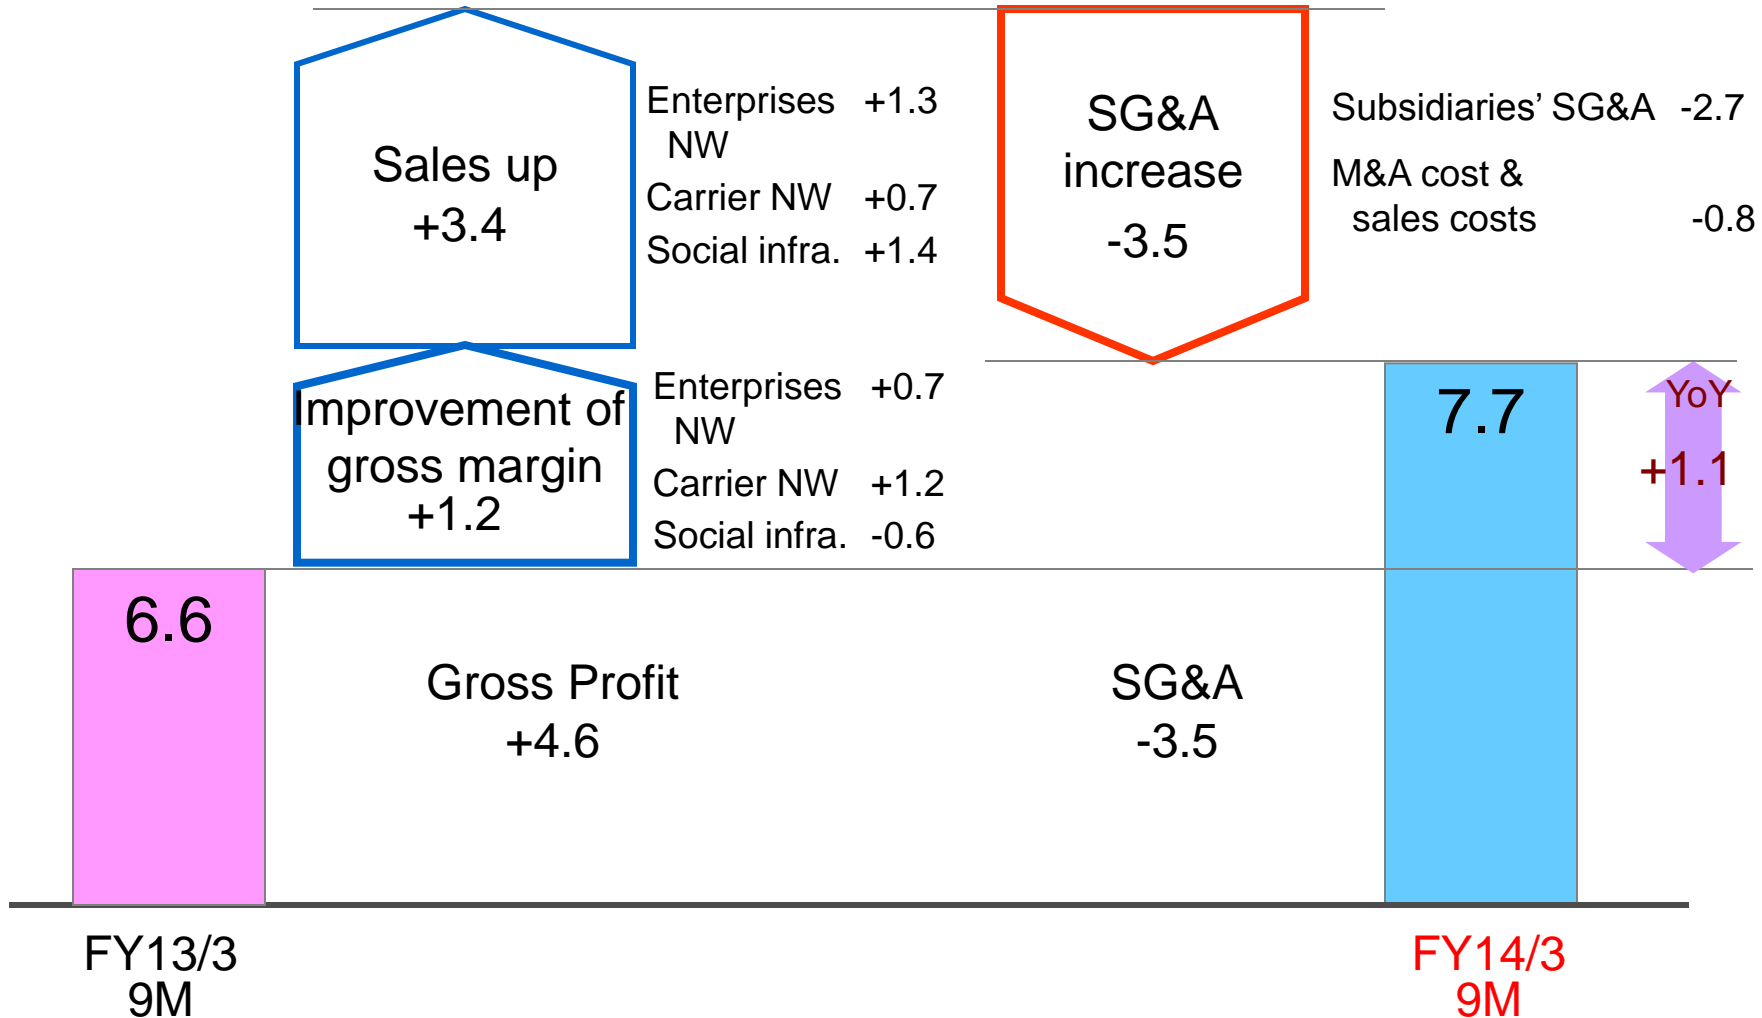 Sales up
+3.4
Enterprises +1.3
NW
Carrier NW +0.7
Social infra. +1.4
SG&A
increase
-3.5
Subsidiaries’ SG&A -2.7
M&A cost &
sales costs -0.8
Improvement of
gross margin
+1.2
Enterprises +0.7
NW
Carrier NW +1.2
Social infra. -0.6
7.7
YoY
+1.1
6.6
Gross Profit
+4.6
SG&A
-3.5
FY13/3
9M
FY14/3
9M